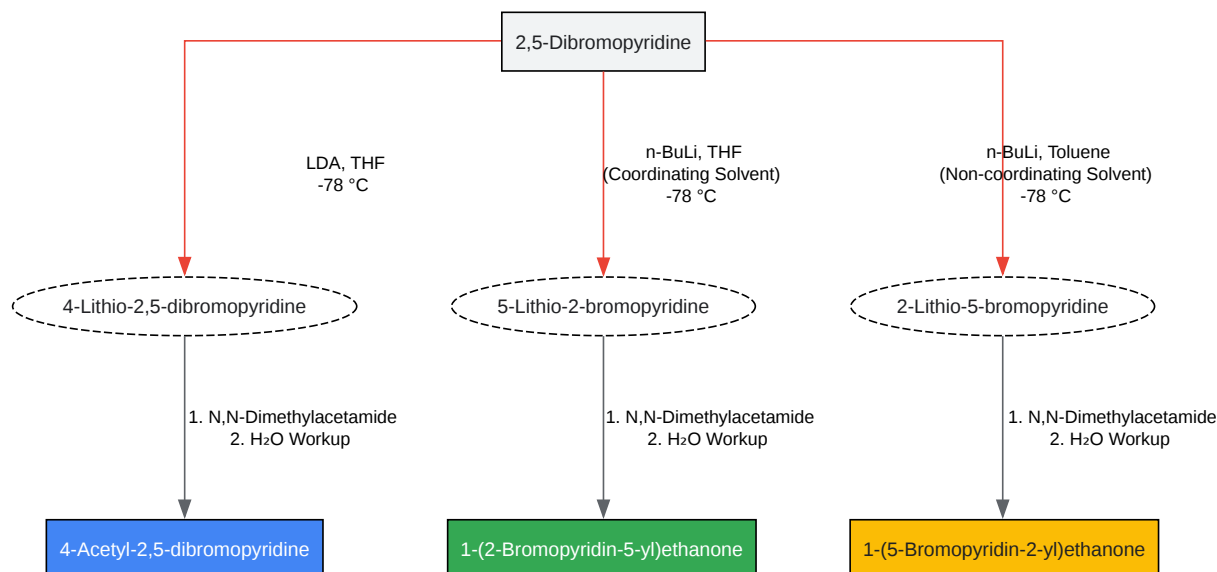 2,5-Dibromopyridine
LDA, THF
-78 °C
n-BuLi, THF
(Coordinating Solvent)
-78 °C
n-BuLi, Toluene
(Non-coordinating Solvent)
-78 °C
4-Lithio-2,5-dibromopyridine
5-Lithio-2-bromopyridine
2-Lithio-5-bromopyridine
1. N,N-Dimethylacetamide
2. H₂O Workup
1. N,N-Dimethylacetamide
2. H₂O Workup
1. N,N-Dimethylacetamide
2. H₂O Workup
4-Acetyl-2,5-dibromopyridine
1-(2-Bromopyridin-5-yl)ethanone
1-(5-Bromopyridin-2-yl)ethanone